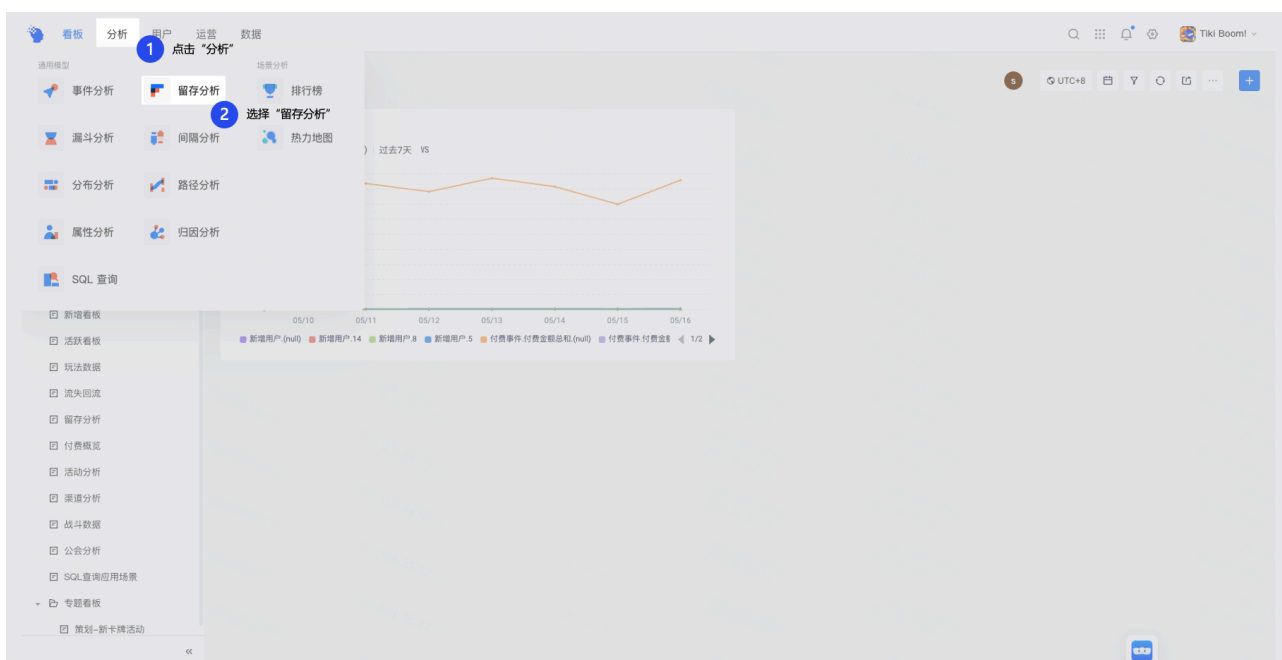 看板 分析 用户 运营 数据 Tiki Boom!
1 点击“分析”
通用模型 场景分析
事件分析 留存分析 排行榜
s UTC+8
2 选择“留存分析”
漏斗分析 间隔分析 热力地图
) 过去7天 VS
分布分析 路径分析
属性分析 归因分析
SQL 查询
新增看板
05/10 05/11 05/12 05/13 05/14 05/15 05/16
活跃看板
新增用户.(null) 新增用户.14 新增用户.8 新增用户.5 付费事件.付费金额总和.(null) 付费事件.付费金额 1/2
玩法数据
流失回流
留存分析
付费概览
活动分析
渠道分析
战斗数据
公会分析
SQL查询应用场景
专题看板
策划-新卡牌活动